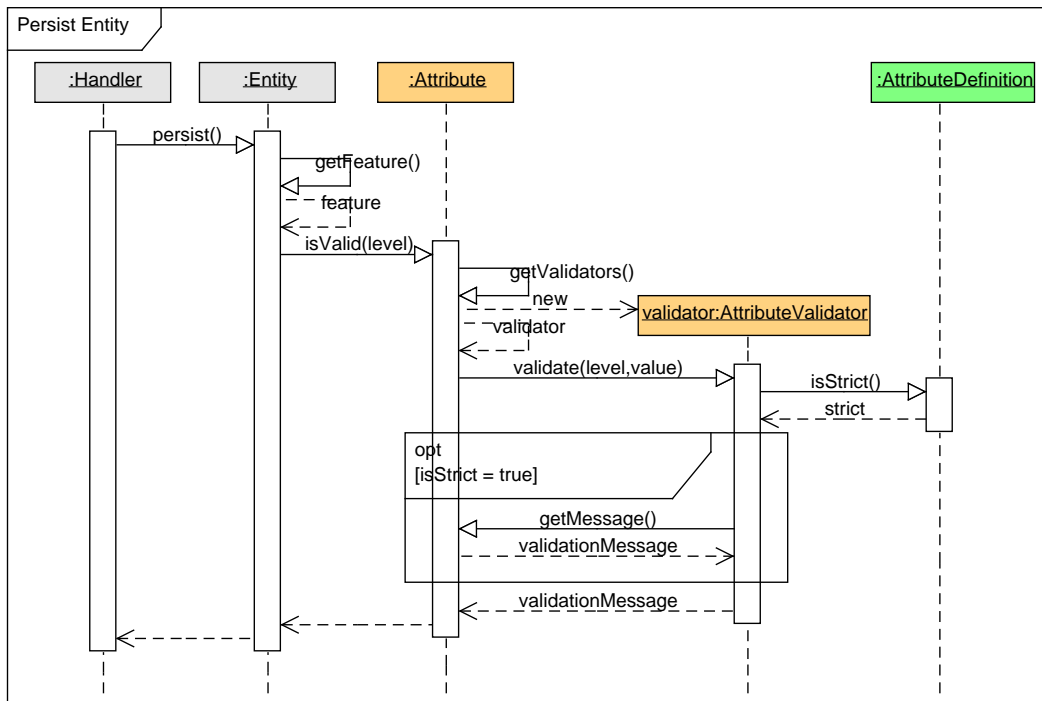 Persist Entity
:Handler
:Entity
:Attribute
:AttributeDefinition
persist()
getFeature()
feature
isValid(level)
getValidators()
new
validator:AttributeValidator
validator
validate(level,value)
isStrict()
strict
opt
[isStrict = true]
getMessage()
validationMessage
validationMessage